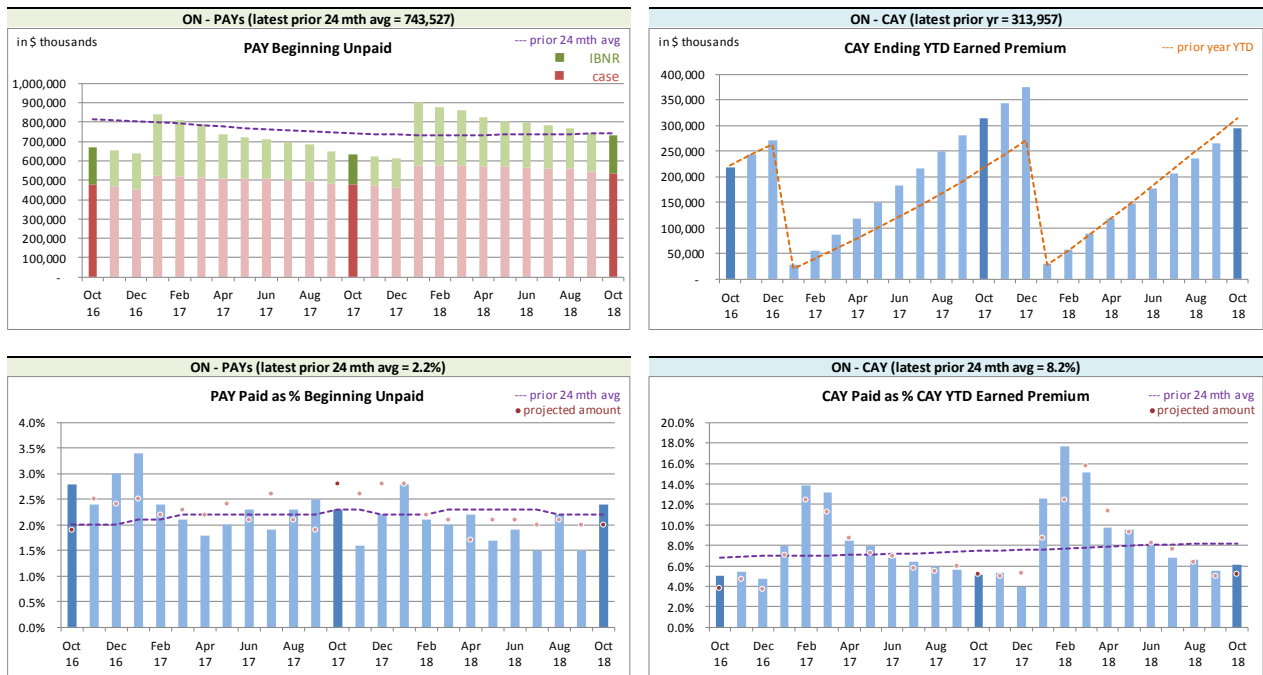 ON - PAYs (latest prior 24 mth avg = 743,527)
in $ thousands
PAY Beginning Unpaid
--- prior 24 mth avg
IBNR
case
1,000,000
900,000
800,000
700,000
600,000
500,000
400,000
300,000
200,000
100,000
-
Oct Dec Feb Apr Jun Aug Oct Dec Feb Apr Jun Aug Oct
16 16 17 17 17 17 17 17 18 18 18 18 18
ON - CAY (latest prior yr = 313,957)
in $ thousands
CAY Ending YTD Earned Premium
--- prior year YTD
400,000
350,000
300,000
250,000
200,000
150,000
100,000
50,000
-
Oct Dec Feb Apr Jun Aug Oct Dec Feb Apr Jun Aug Oct
16 16 17 17 17 17 17 17 18 18 18 18 18
ON - PAYs (latest prior 24 mth avg = 2.2%)
PAY Paid as % Beginning Unpaid
--- prior 24 mth avg
projected amount
4.0%
3.5%
3.0%
2.5%
2.0%
1.5%
1.0%
0.5%
0.0%
Oct Dec Feb Apr Jun Aug Oct Dec Feb Apr Jun Aug Oct
16 16 17 17 17 17 17 17 18 18 18 18 18
ON - CAY (latest prior 24 mth avg = 8.2%)
CAY Paid as % CAY YTD Earned Premium
--- prior 24 mth avg
projected amount
20.0%
18.0%
16.0%
14.0%
12.0%
10.0%
8.0%
6.0%
4.0%
2.0%
0.0%
Oct Dec Feb Apr Jun Aug Oct Dec Feb Apr Jun Aug Oct
16 16 17 17 17 17 17 17 18 18 18 18 18